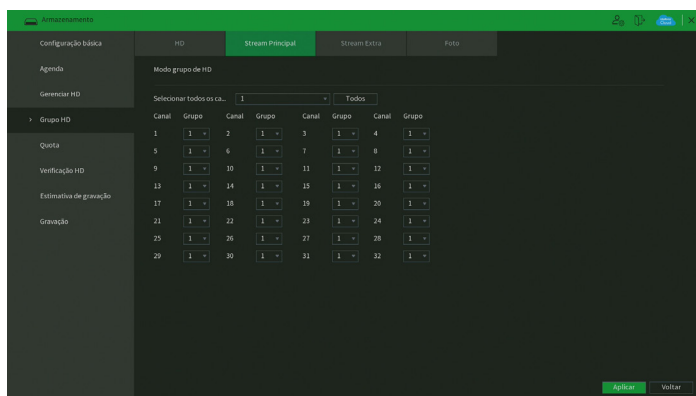 Armazenamento
Configuração básica
Agenda
Gerenciar HD
> Grupo HD
Quota
Verificação HD
Estimativa de gravação
Gravação
HD Stream Principal Stream Extra Foto
Modo grupo de HD
Selecionar todos os ca... 1 Todos
Canal Grupo Canal Grupo Canal Grupo Canal Grupo
1 1 2 1 3 1 4 1
5 1 6 1 7 1 8 1
9 1 10 1 11 1 12 1
13 1 14 1 15 1 16 1
17 1 18 1 19 1 20 1
21 1 22 1 23 1 24 1
25 1 26 1 27 1 28 1
29 1 30 1 31 1 32 1
Aplicar Voltar